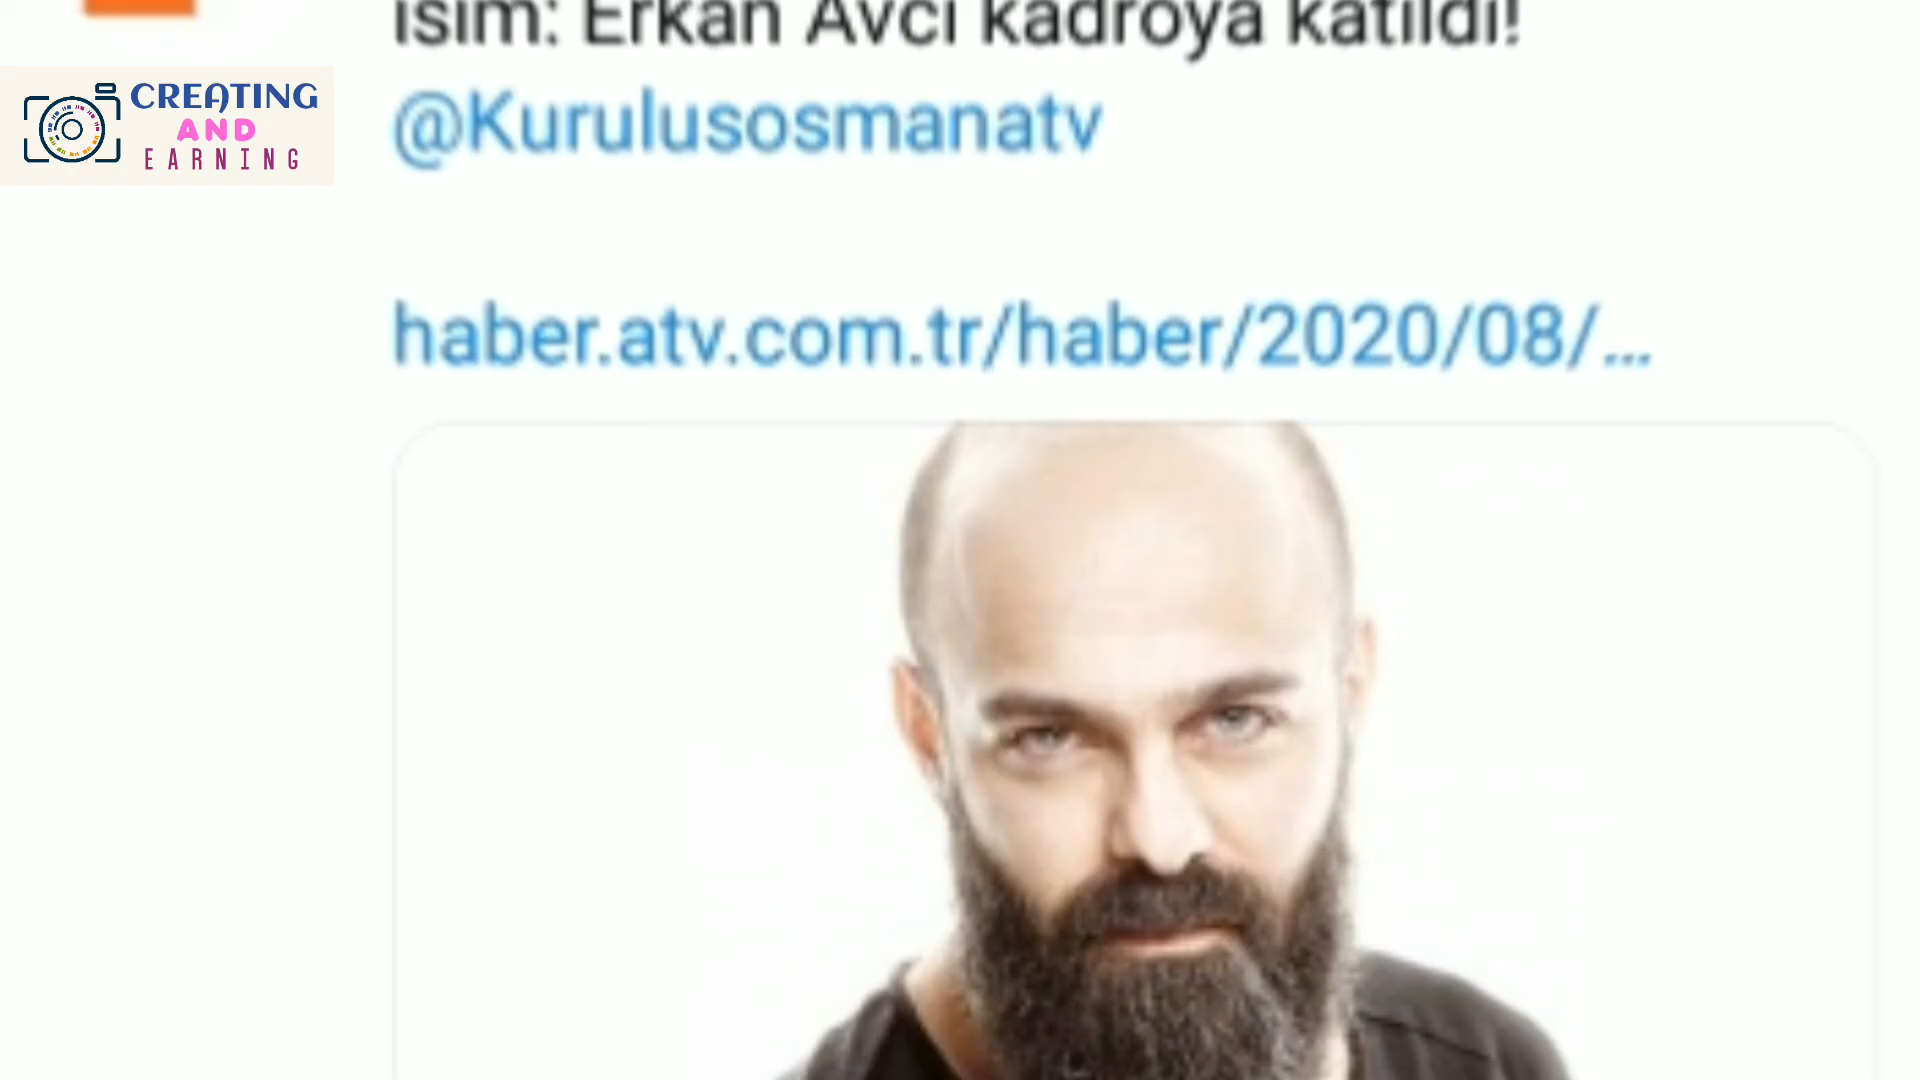 isim: Erkan Avcı kadroya katıldı!
@Kurulusosmanatv
CREATING
AND
EARNING
haber.atv.com.tr/haber/2020/08/...